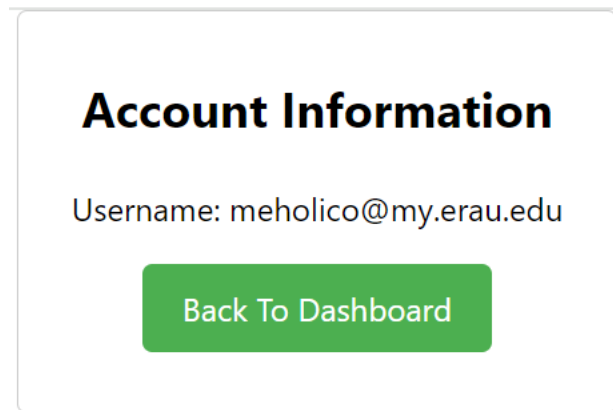 Account Information
Username: meholico@my.erau.edu
Back To Dashboard